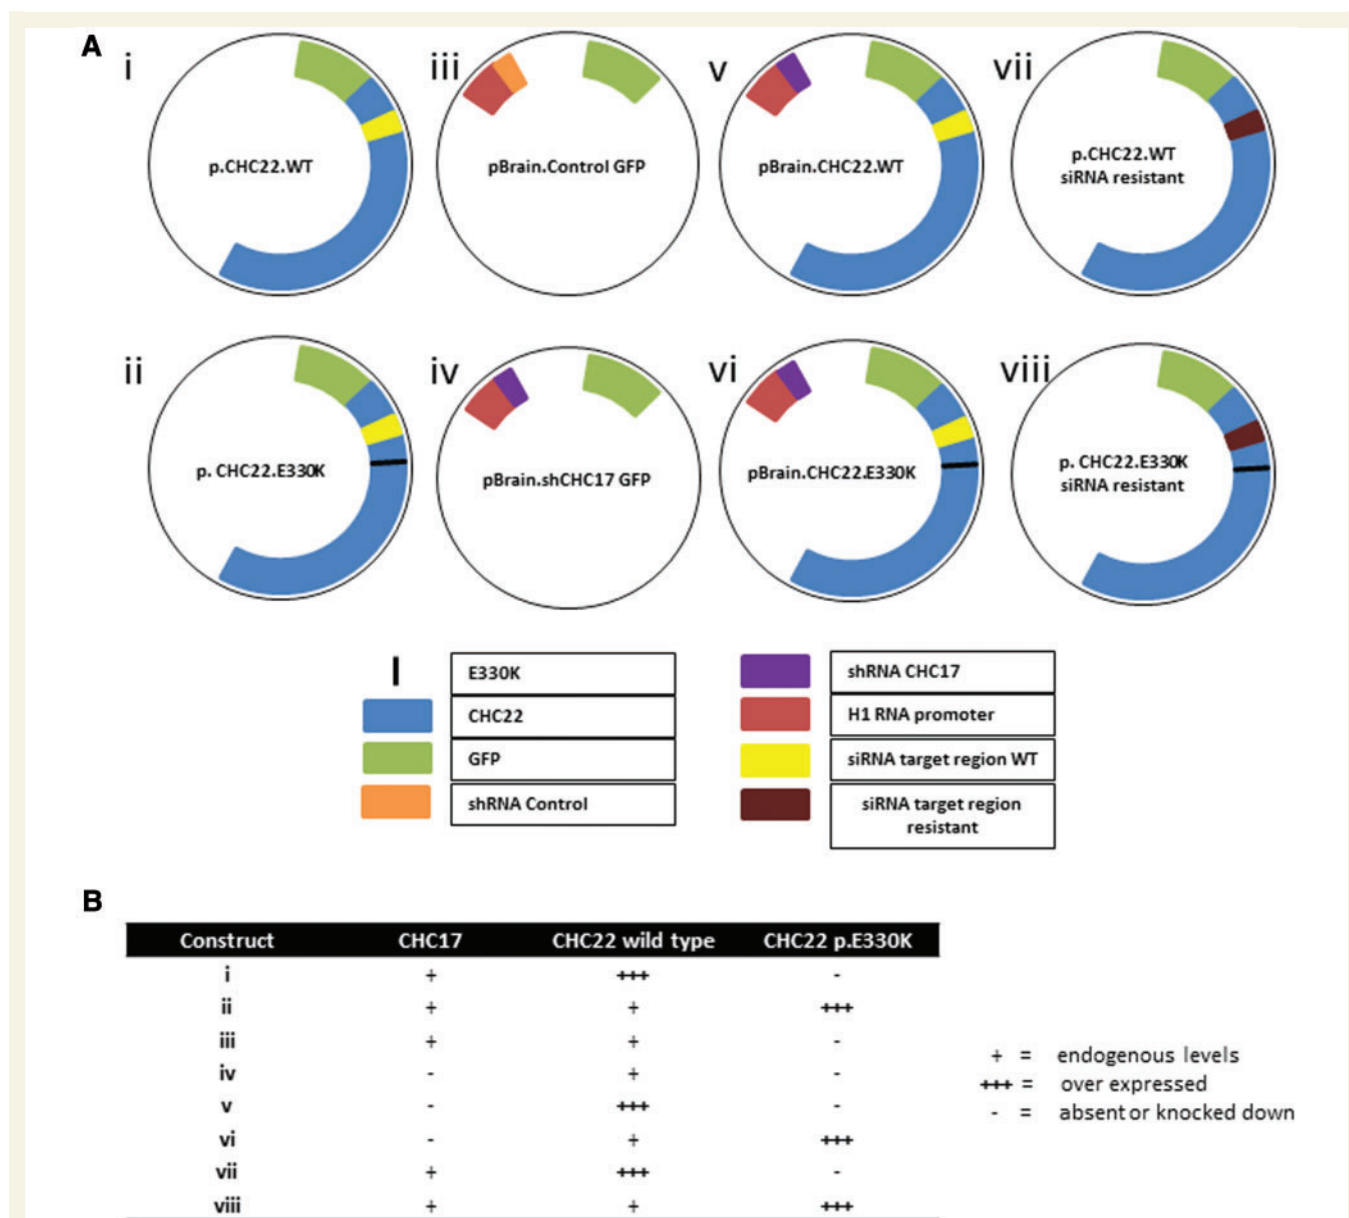 A
i
iii
v
vii
p.CHC22.WT
pBrain.Control GFP
pBrain.CHC22.WT
p.CHC22.WT
siRNA resistant
ii
iv
vi
viii
p. CHC22.E330K
pBrain.shCHC17 GFP
pBrain.CHC22.E330K
p. CHC22.E330K
siRNA resistant
E330K
CHC22
GFP
shRNA Control
shRNA CHC17
H1 RNA promoter
siRNA target region WT
siRNA target region
resistant
B
Construct CHC17 CHC22 wild type CHC22 p.E330K
i + +++ -
ii + + +++
iii + + -
iv - + -
v - +++ -
vi - + +++
vii + +++ -
viii + + +++
+ = endogenous levels
+++ = over expressed
- = absent or knocked down